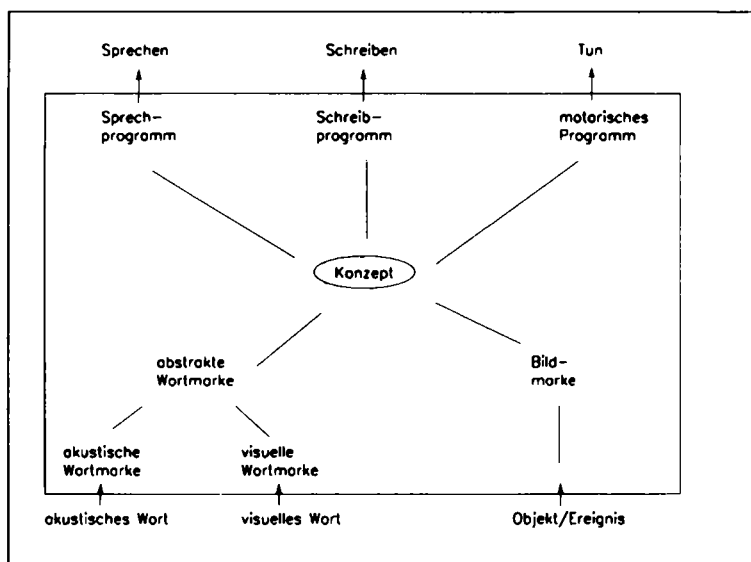 Sprechen Schreiben Tun
Sprech-
programm
Schreib-
programm
motorisches
Programm
Konzept
abstrakte
Wortmarke
Bild-
marke
akustische
Wortmarke
visuelle
Wortmarke
akustisches Wort visuelles Wort Objekt/Ereignis